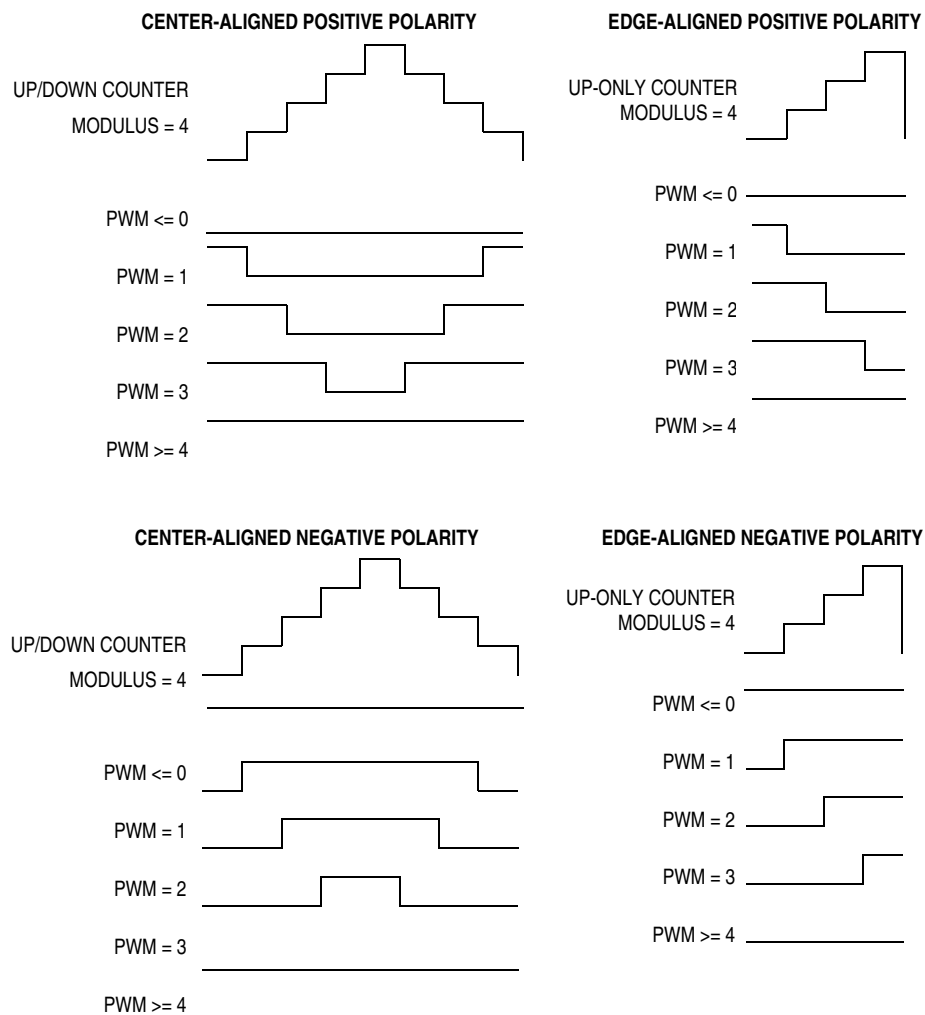 CENTER-ALIGNED POSITIVE POLARITY
UP/DOWN COUNTER
MODULUS = 4
PWM <= 0
PWM = 1
PWM = 2
PWM = 3
PWM >= 4
EDGE-ALIGNED POSITIVE POLARITY
UP-ONLY COUNTER
MODULUS = 4
PWM <= 0
PWM = 1
PWM = 2
PWM = 3
PWM >= 4
CENTER-ALIGNED NEGATIVE POLARITY
UP/DOWN COUNTER
MODULUS = 4
PWM <= 0
PWM = 1
PWM = 2
PWM = 3
PWM >= 4
EDGE-ALIGNED NEGATIVE POLARITY
UP-ONLY COUNTER
MODULUS = 4
PWM <= 0
PWM = 1
PWM = 2
PWM = 3
PWM >= 4